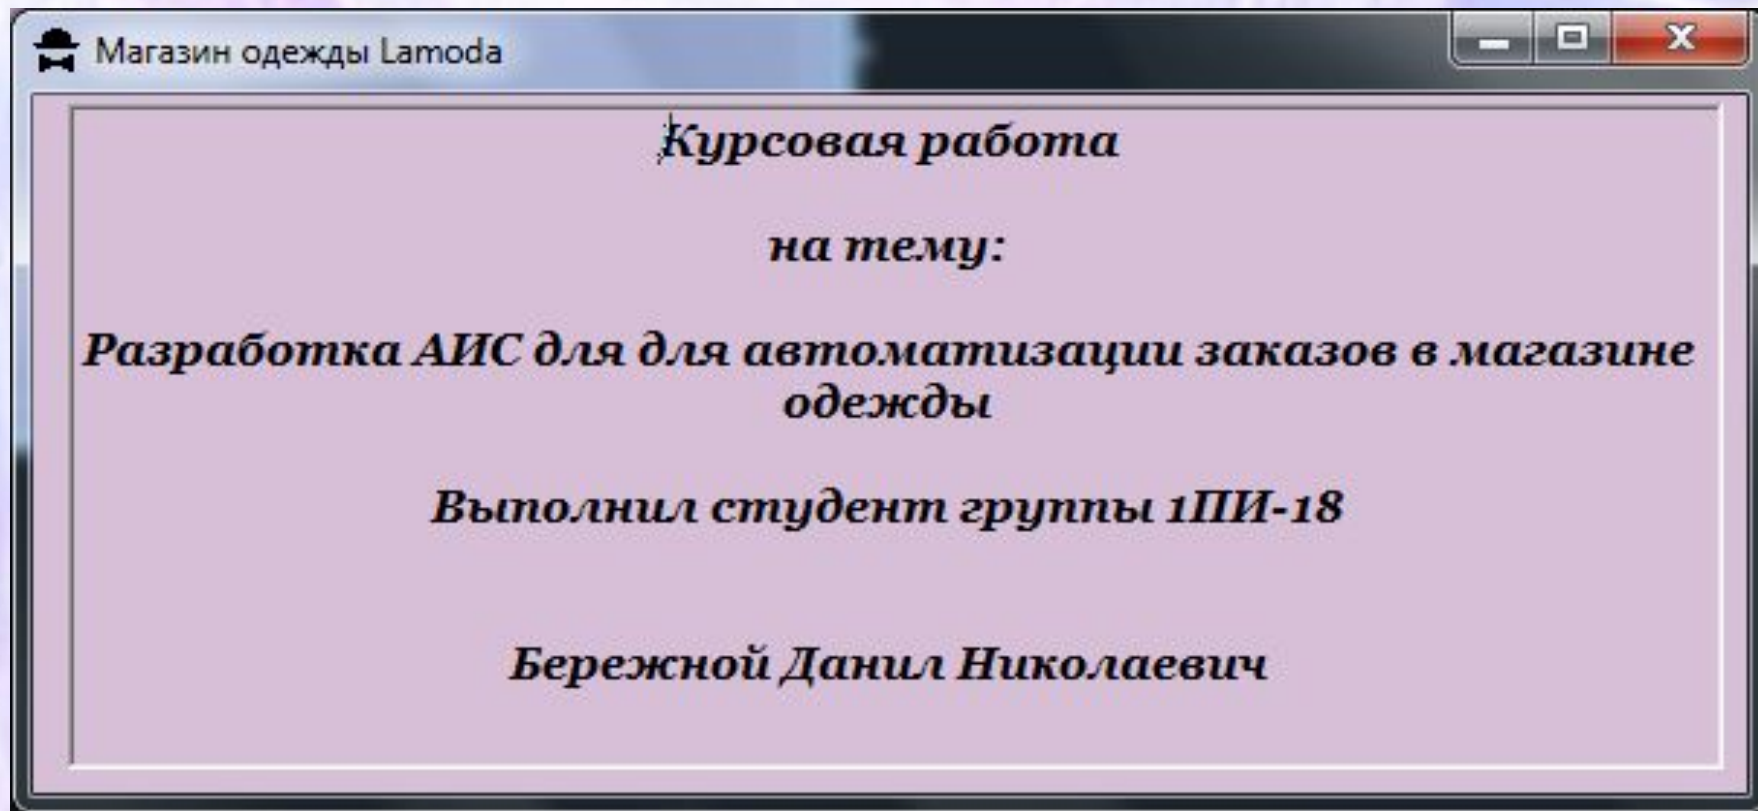 Магазин одежды Lamoda
Курсовая работа
на тему:
Разработка АИС для для автоматизации заказов в магазине
одежды
Выполнил студент группы 1ПИ-18
Бережной Данил Николаевич